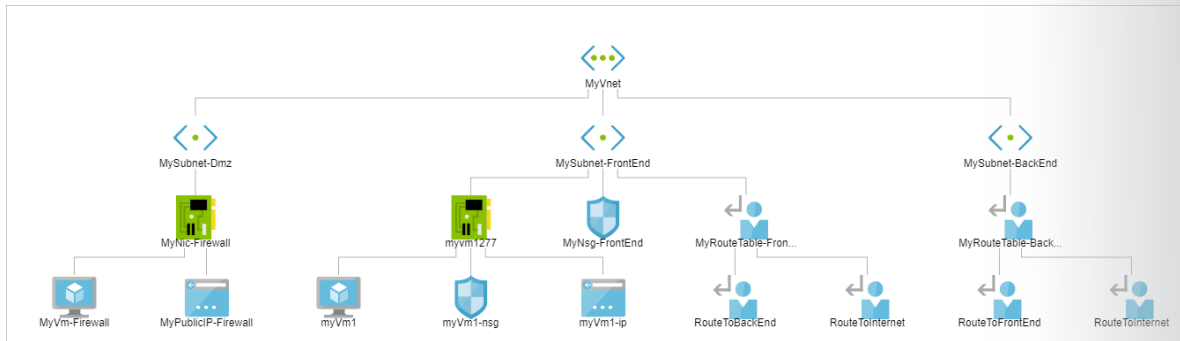 MyVnet
MySubnet-Dmz
MySubnet-FrontEnd
MySubnet-BackEnd
MyNic-Firewall
myvm1277
MyNsg-FrontEnd
MyRouteTable-Fron...
MyRouteTable-Back...
MyVm-Firewall
MyPublicIP-Firewall
myVm1
myVm1-nsg
myVm1-ip
RouteToBackEnd
RouteToInternet
RouteToFrontEnd
RouteToInternet